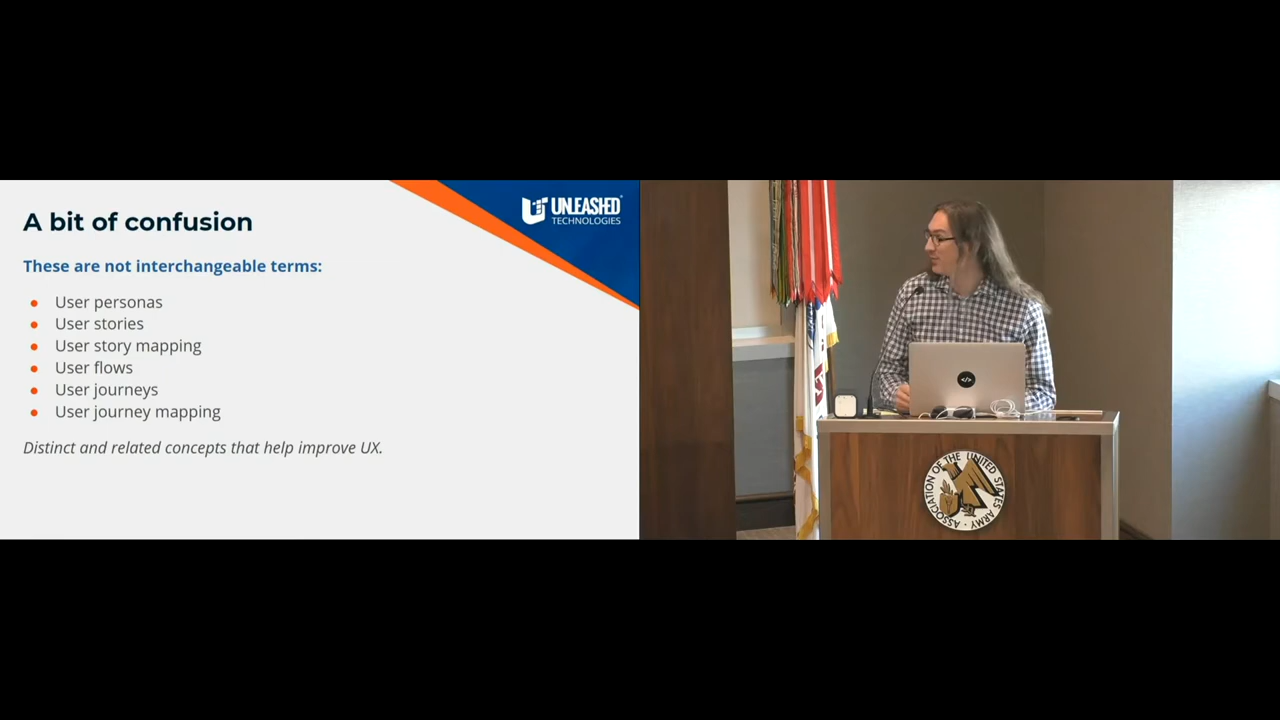 A bit of confusion
UNLEASHED
TECHNOLOGIES
These are not interchangeable terms:
User personas
User stories
User story mapping
User flows
User journeys
User journey mapping
Distinct and related concepts that help improve UX.
</>
ASSOCIATION OF THE UNITED STATES ARMY